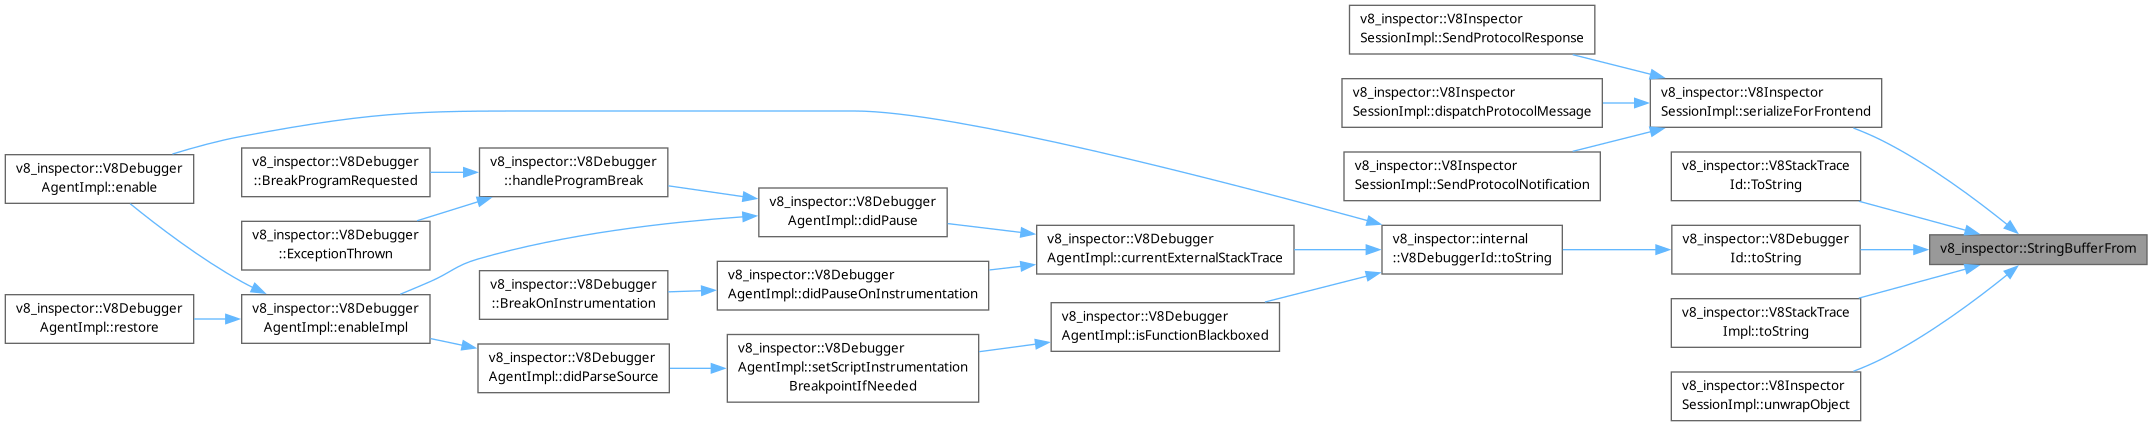 v8_inspector::V8Inspector
SessionImpl::SendProtocolResponse
v8_inspector::V8Inspector
SessionImpl::dispatchProtocolMessage
v8_inspector::V8Inspector
SessionImpl::serializeForFrontend
v8_inspector::V8Debugger
AgentImpl::enable
v8_inspector::V8Debugger
::BreakProgramRequested
v8_inspector::V8Debugger
::handleProgramBreak
v8_inspector::V8Inspector
SessionImpl::SendProtocolNotification
v8_inspector::V8StackTrace
Id::ToString
v8_inspector::V8Debugger
::ExceptionThrown
v8_inspector::V8Debugger
AgentImpl::didPause
v8_inspector::V8Debugger
AgentImpl::currentExternalStackTrace
v8_inspector::internal
::V8DebuggerId::toString
v8_inspector::V8Debugger
Id::toString
v8_inspector::StringBufferFrom
v8_inspector::V8Debugger
::BreakOnInstrumentation
v8_inspector::V8Debugger
AgentImpl::didPauseOnInstrumentation
v8_inspector::V8Debugger
AgentImpl::restore
v8_inspector::V8Debugger
AgentImpl::enableImpl
v8_inspector::V8Debugger
AgentImpl::isFunctionBlackboxed
v8_inspector::V8StackTrace
Impl::toString
v8_inspector::V8Debugger
AgentImpl::didParseSource
v8_inspector::V8Debugger
AgentImpl::setScriptInstrumentation
BreakpointIfNeeded
v8_inspector::V8Inspector
SessionImpl::unwrapObject